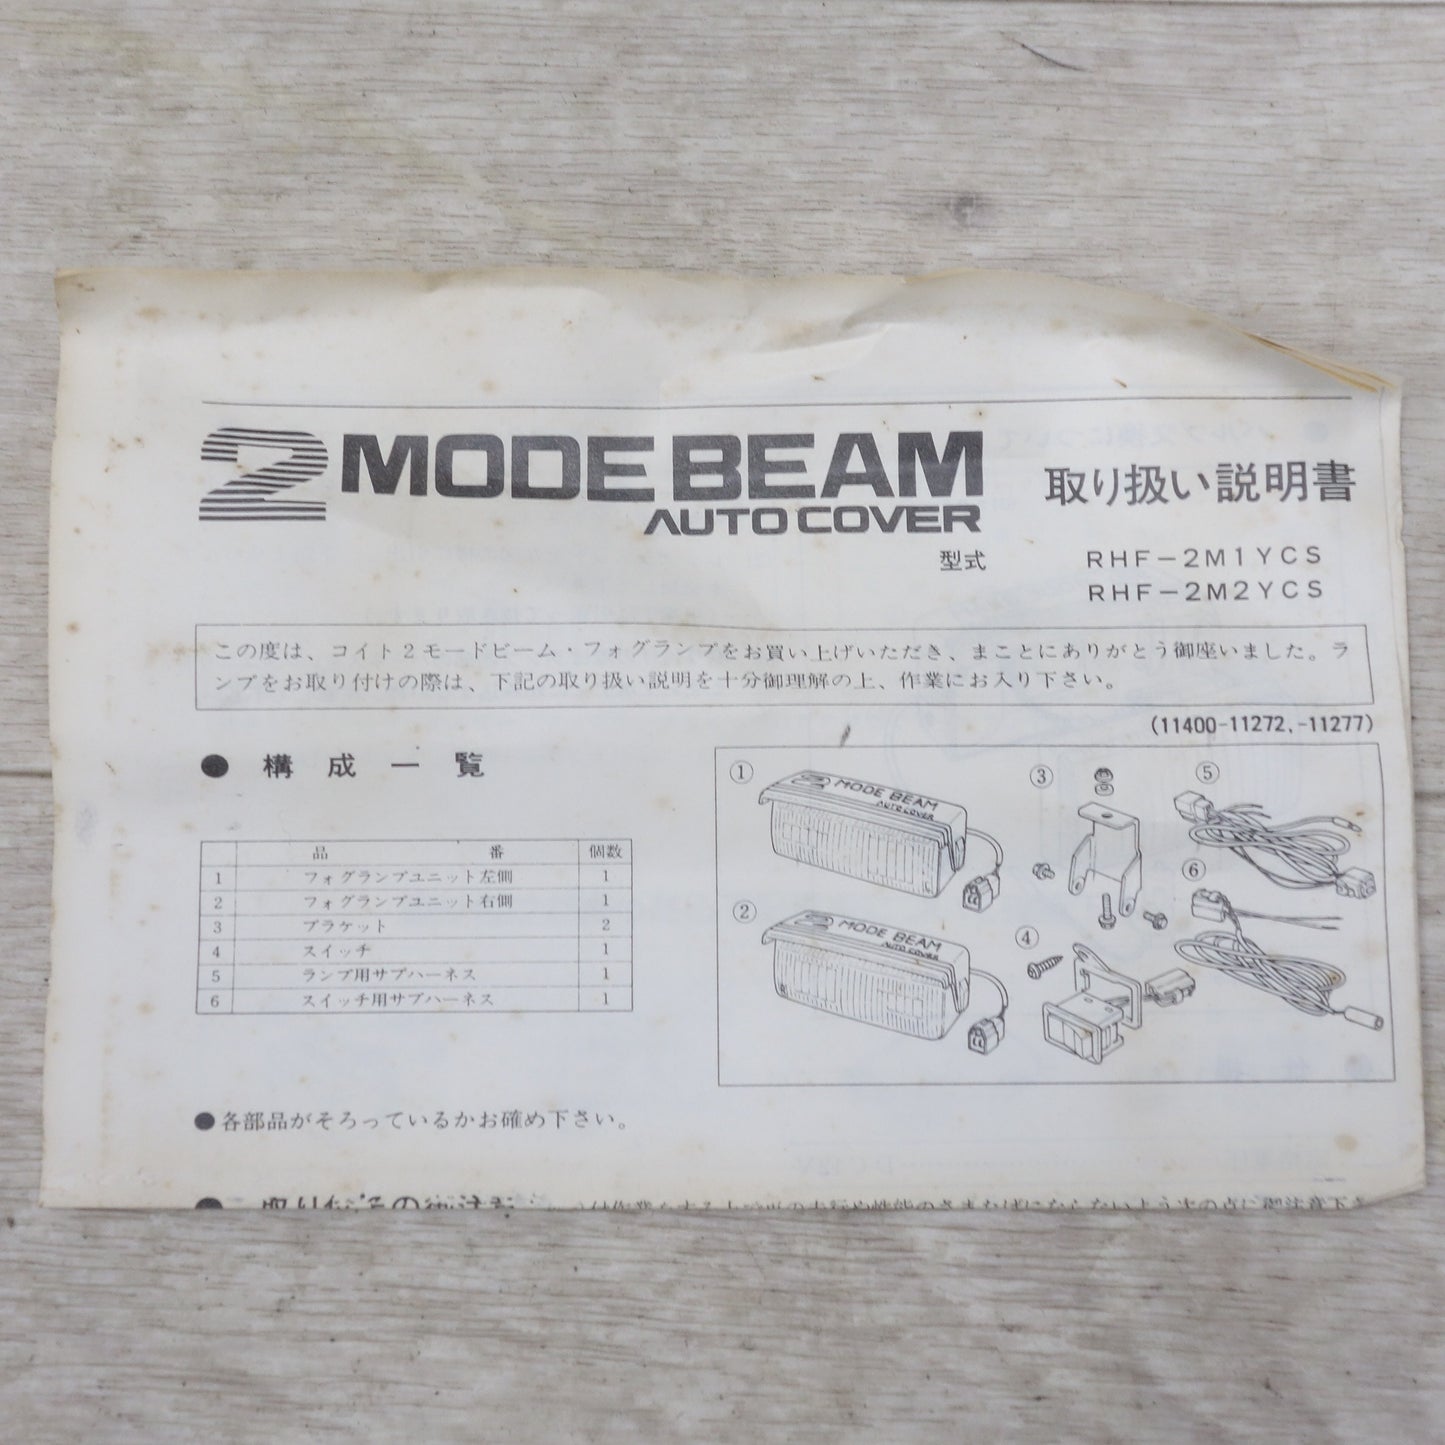 2 MODE BEAM
AUTO COVER
取り扱い説明書
型式 RHF-2M1YCS
RHF-2M2YCS
この度は、コイト2モードビーム・フォグランプをお買い上げいただき、まことにありがとう御座いました。ラ
ンプをお取り付けの際は、下記の取り扱い説明を十分御理解の上、作業にお入り下さい。
(11400-11272, -11277)
● 構成一覧
品番 個数
1 フォグランプユニット左側 1
2 フォグランプユニット右側 1
3 ブラケット 2
4 スイッチ 1
5 ランプ用サブハーネス 1
6 スイッチ用サブハーネス 1
① 2 MODE BEAM
AUTO COVER
③
⑤
② 2 MODE BEAM
AUTO COVER
④
⑥
●各部品がそろっているかお確め下さい。